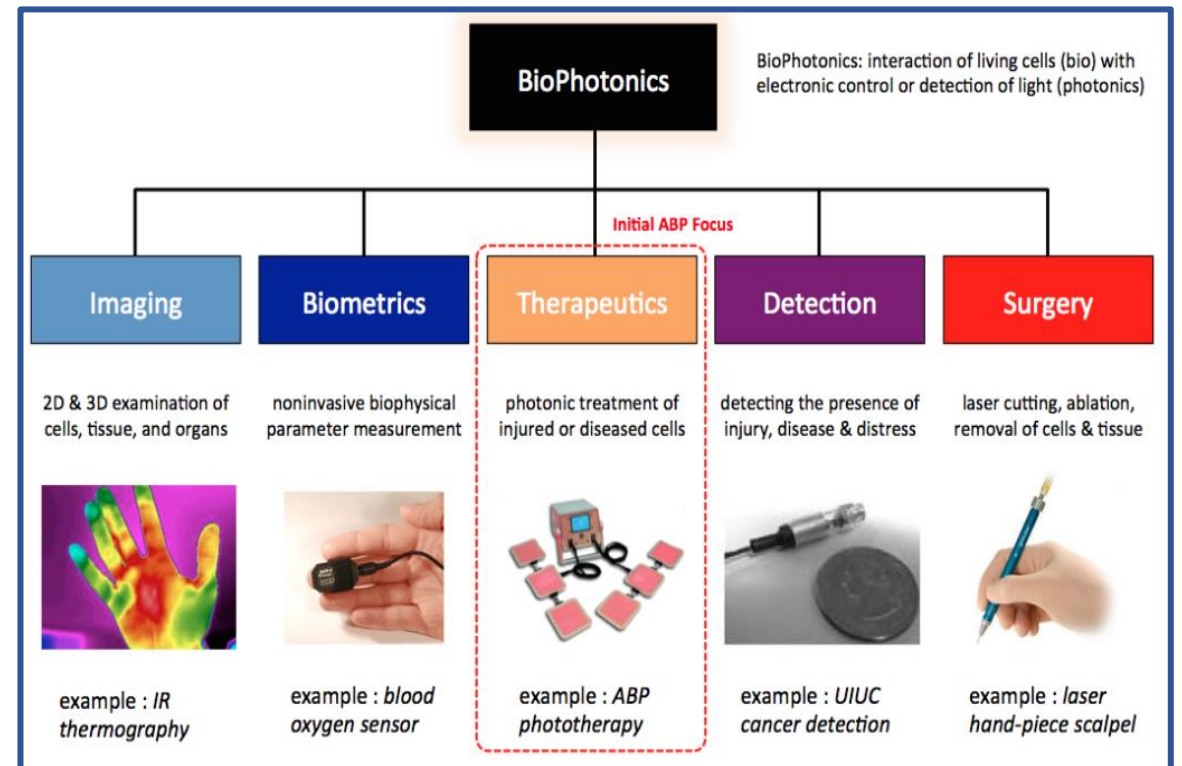 BioPhotonics
BioPhotonics: interaction of living cells (bio) with
electronic control or detection of light (photonics)
Initial ABP Focus
Imaging
Biometrics
Therapeutics
Detection
Surgery
2D & 3D examination of
cells, tissue, and organs
noninvasive biophysical
parameter measurement
photonic treatment of
injured or diseased cells
detecting the presence of
injury, disease & distress
laser cutting, ablation,
removal of cells & tissue
example : IR
thermography
example : blood
oxygen sensor
example : ABP
phototherapy
example : UIUC
cancer detection
example : laser
hand-piece scalpel